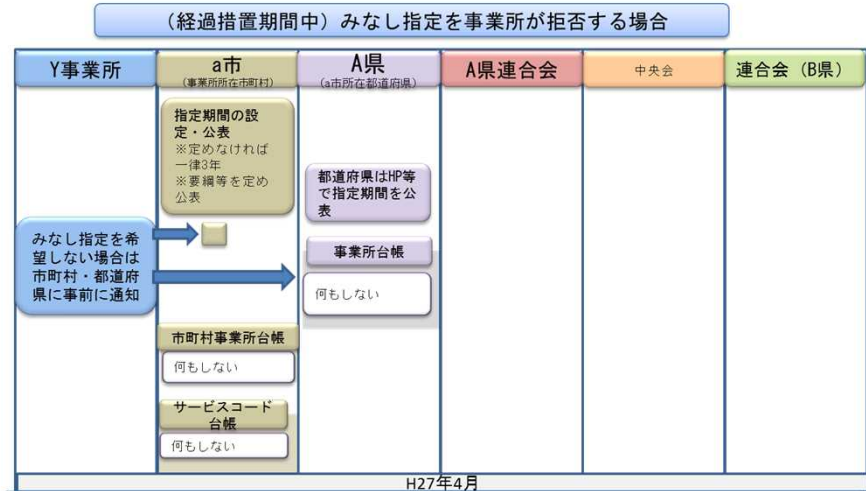 （経過措置期間中）みなし指定を事業所が拒否する場合
Y事業所
a市
（事業所所在市町村）
A県
（a市所在都道府県）
A県連合会
中央会
連合会（B県）
指定期間の設
定・公表
※定めなければ
一律3年
※要綱等を定め
公表
都道府県はHP等
で指定期間を公
表
みなし指定を希
望しない場合は
市町村・都道府
県に事前に通知
事業所台帳
何もしない
市町村事業所台帳
何もしない
サービスコード
台帳
何もしない
H27年4月